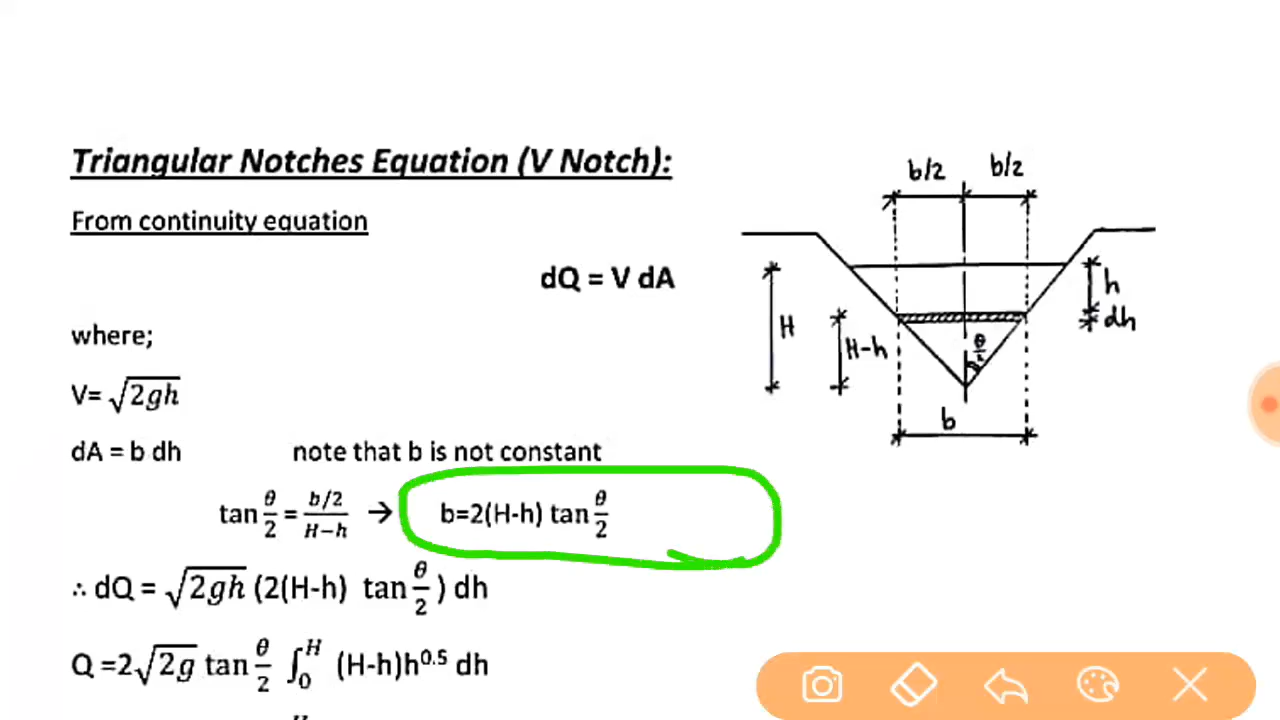 Triangular Notches Equation (V Notch):
From continuity equation
dQ = V dA
where;
V= √2gh
dA = b dh note that b is not constant
tan θ/2 = (b/2)/(H−h) → b=2(H-h) tan θ/2
∴ dQ = √2gh (2(H-h) tan θ/2 ) dh
Q =2√2g tan θ/2 ∫₀ᴴ (H-h)h^0.5 dh
H
b/2 b/2
h
dh
H
H-h
θ/2
b